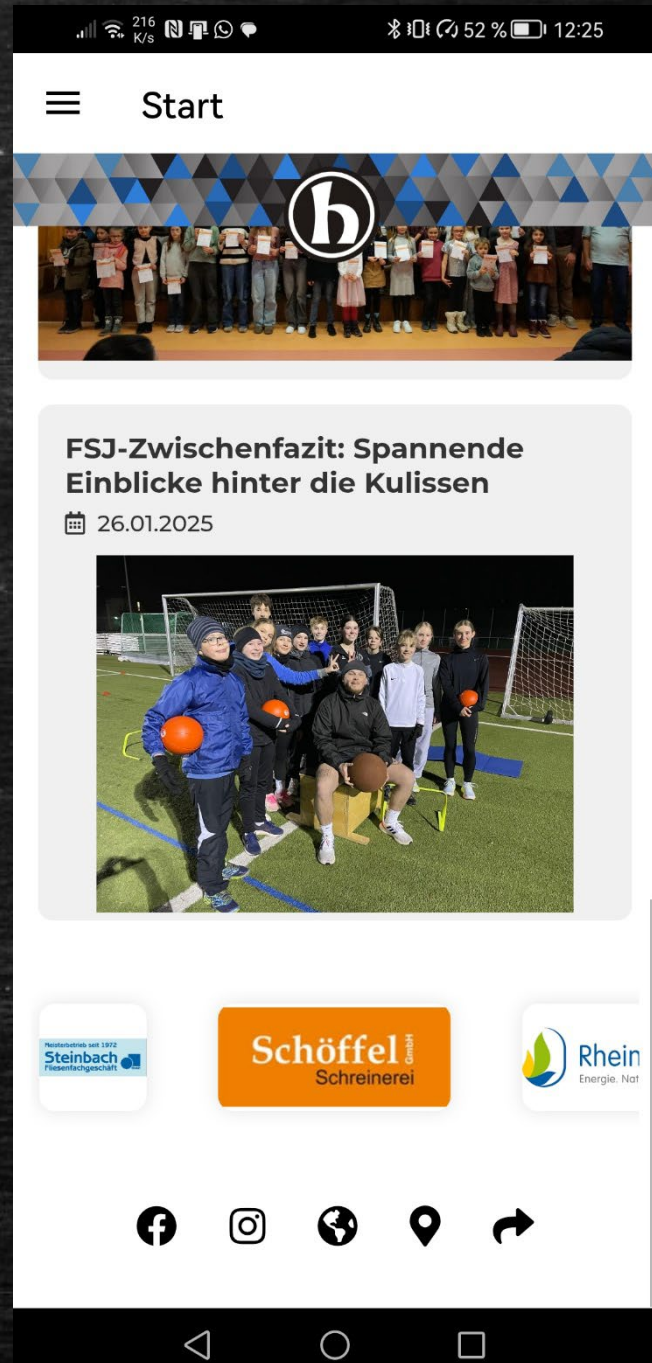 216
K/s
52 %
12:25
Start
h
FSJ-Zwischenfazit: Spannende
Einblicke hinter die Kulissen
26.01.2025
Meisterbetrieb seit 1972
Steinbach
Fliesenfachgeschäft
Schöffel GmbH
Schreinerei
Rhein
Energie. Nat